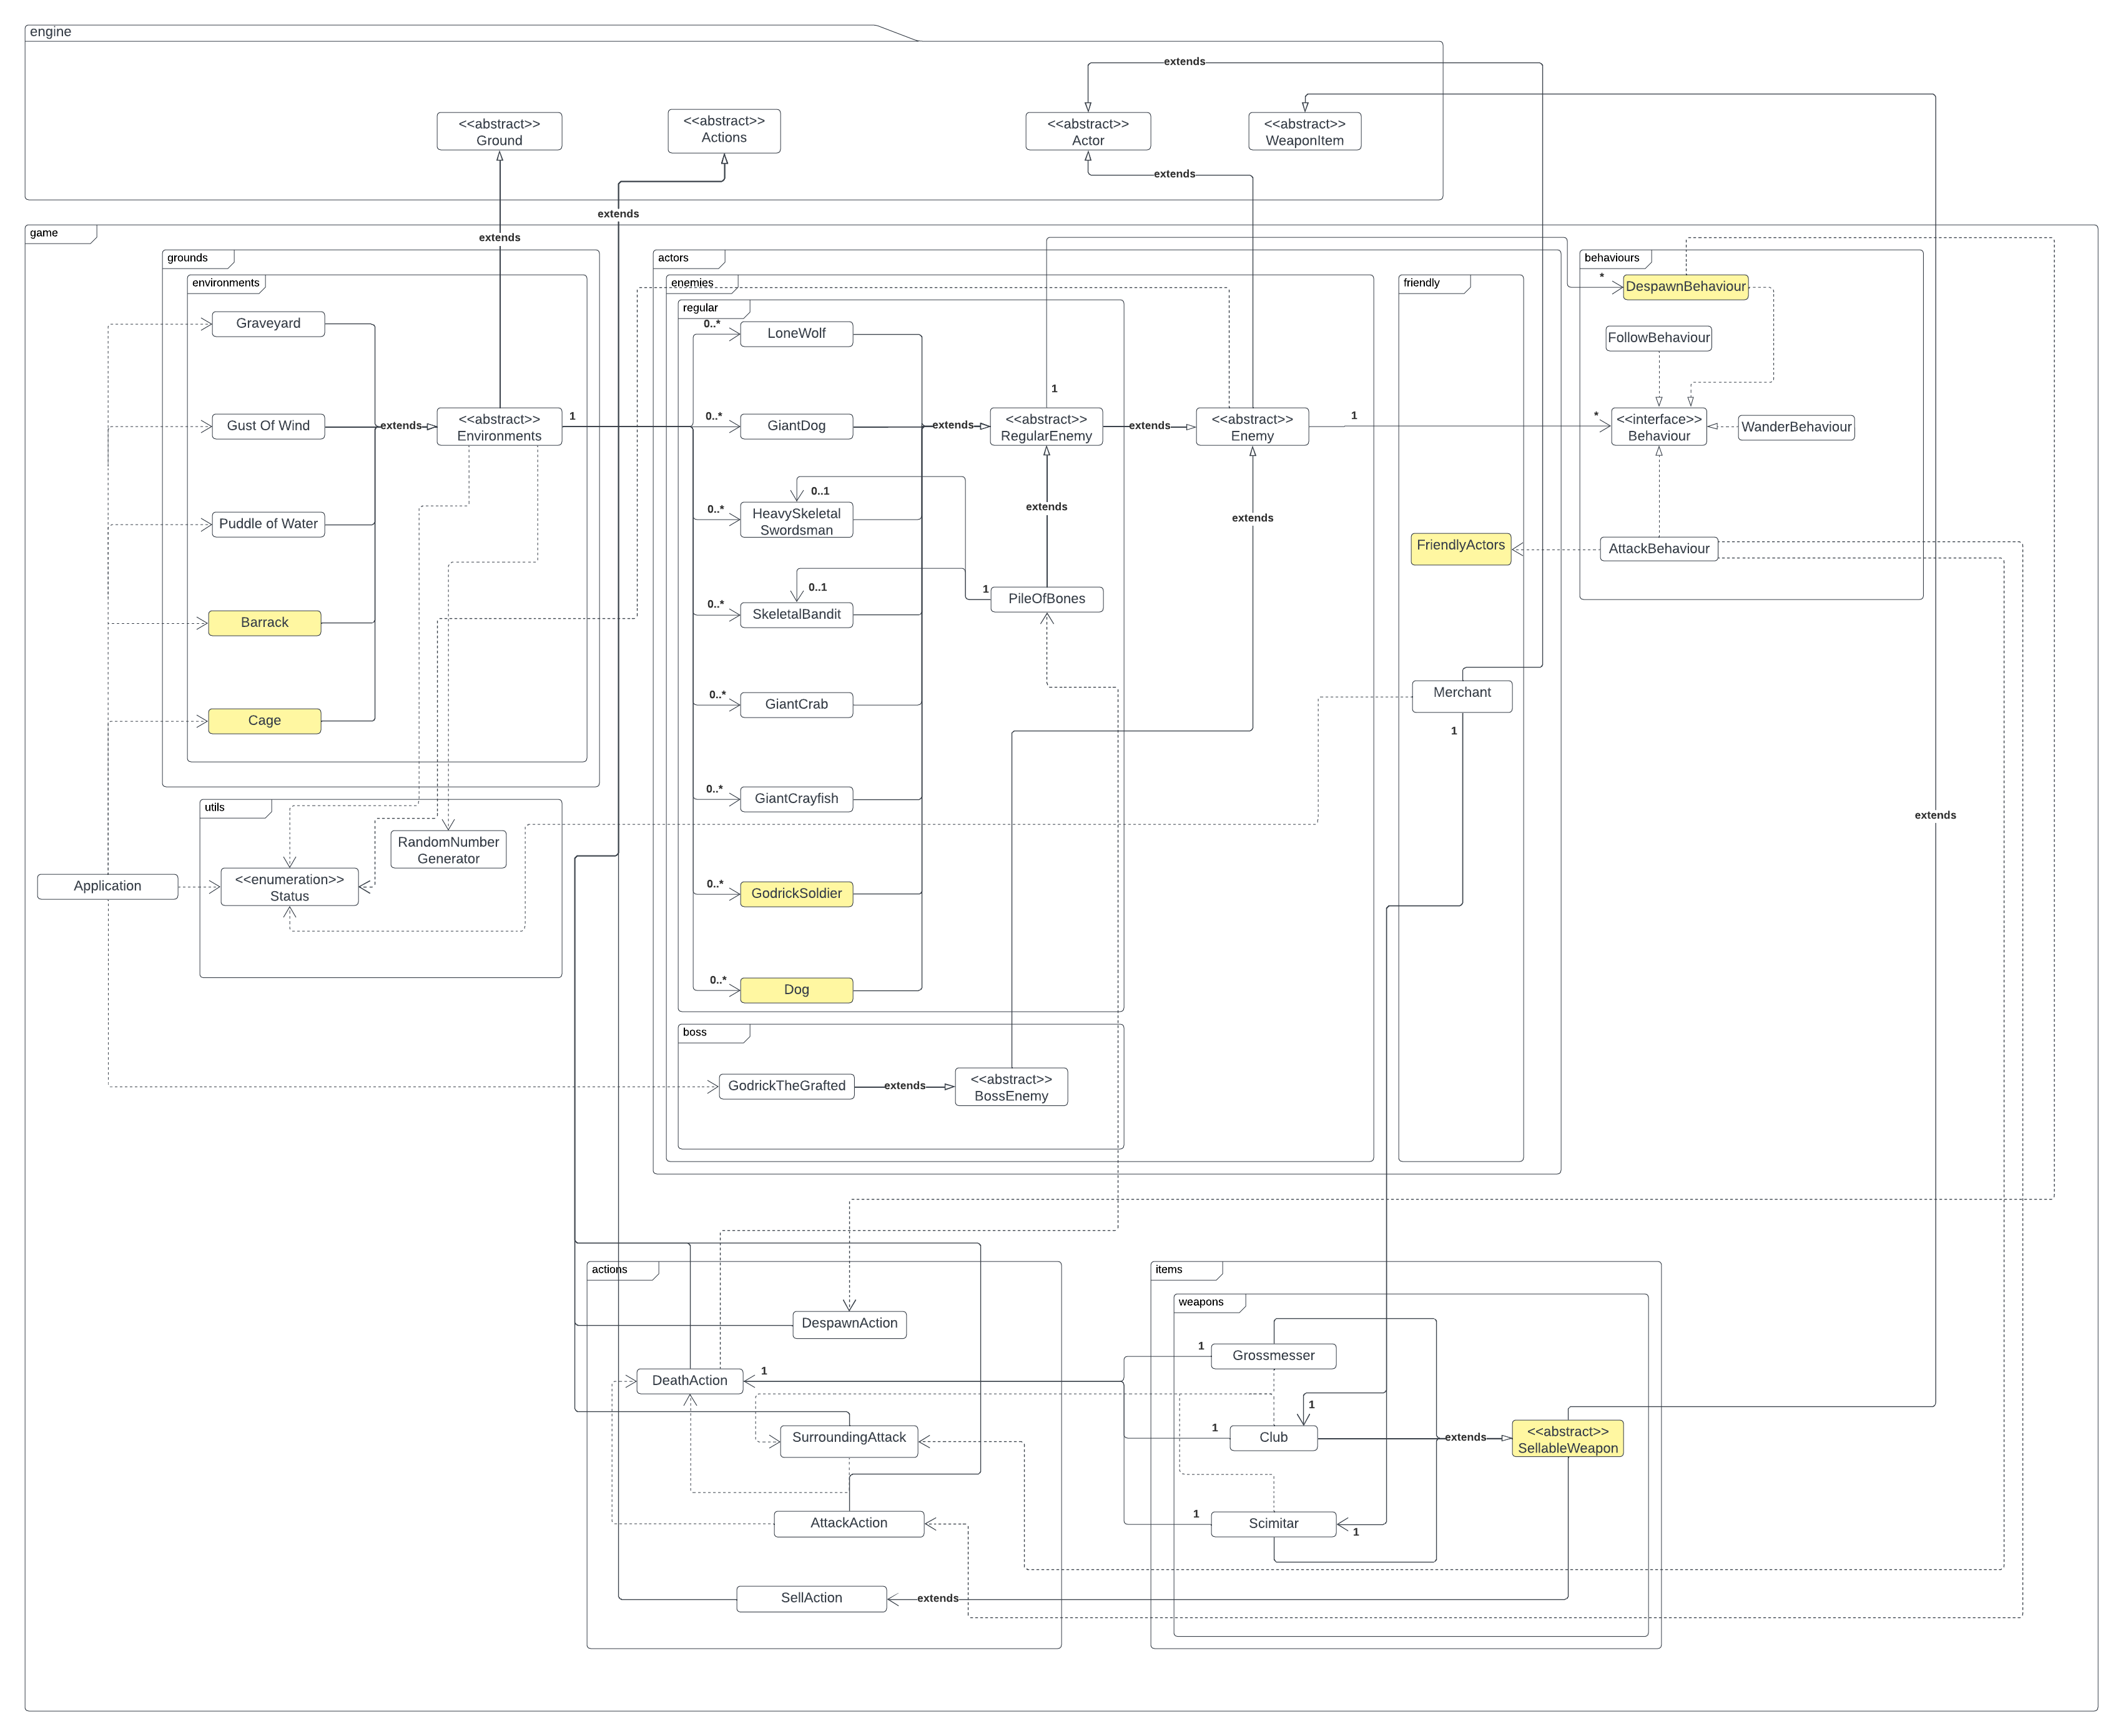 engine
extends
<<abstract>>
Ground
<<abstract>>
Actions
<<abstract>>
Actor
<<abstract>>
WeaponItem
extends
extends
extends
game
grounds
environments
Graveyard
Gust Of Wind
extends
<<abstract>>
Environments
1
Puddle of Water
Barrack
Cage
actors
enemies
regular
0..*
LoneWolf
0..*
GiantDog
extends
1
<<abstract>>
RegularEnemy
extends
<<abstract>>
Enemy
1
0..*
HeavySkeletal
Swordsman
0..1
extends
extends
0..*
SkeletalBandit
0..1
1
PileOfBones
0..*
GiantCrab
0..*
GiantCrayfish
0..*
GodrickSoldier
0..*
Dog
boss
GodrickTheGrafted
extends
<<abstract>>
BossEnemy
friendly
FriendlyActors
Merchant
1
behaviours
*
DespawnBehaviour
FollowBehaviour
*
<<interface>>
Behaviour
WanderBehaviour
AttackBehaviour
extends
utils
RandomNumber
Generator
<<enumeration>>
Status
Application
actions
DespawnAction
DeathAction
1
SurroundingAttack
AttackAction
SellAction
extends
items
weapons
1
Grossmesser
1
1
Club
extends
<<abstract>>
SellableWeapon
1
Scimitar
1